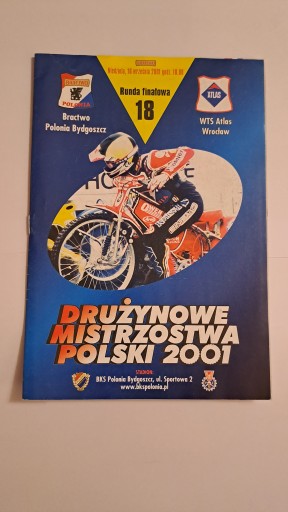 Runda finałowa
18
POLONIA
Bractwo
Polonia Bydgoszcz
ATLAS
WTS Atlas
Wrocław
DRUŻYNOWE
MISTRZOSTWA
POLSKI 2001
STADION:
BKS Polonia Bydgoszcz, ul. Sportowa 2
www.bkspolonia.pl